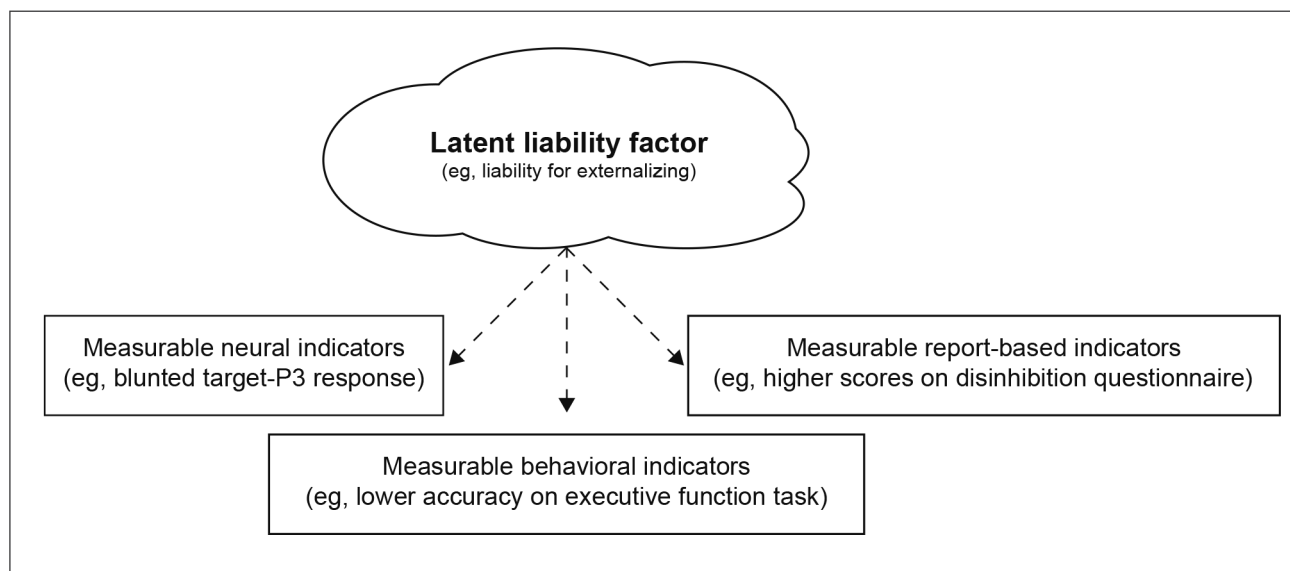 Latent liability factor
(eg, liability for externalizing)
Measurable neural indicators
(eg, blunted target-P3 response)
Measurable report-based indicators
(eg, higher scores on disinhibition questionnaire)
Measurable behavioral indicators
(eg, lower accuracy on executive function task)